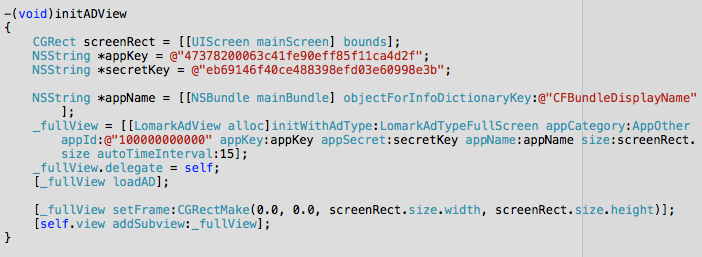 -(void)initADView
{
CGRect screenRect = [[UIScreen mainScreen] bounds];
NSString *appKey = @"47378200063c41fe90eff85f11ca4d2f";
NSString *secretKey = @"eb69146f40ce488398efd03e60998e3b";
NSString *appName = [[NSBundle mainBundle] objectForInfoDictionaryKey:@"CFBundleDisplayName"
];
_fullView = [[LomarkAdView alloc]initWithAdType:LomarkAdTypeFullScreen appCategory:AppOther
appId:@"100000000000" appKey:appKey appSecret:secretKey appName:appName size:screenRect.
size autoTimeInterval:15];
_fullView.delegate = self;
[_fullView loadAD];
[_fullView setFrame:CGRectMake(0.0, 0.0, screenRect.size.width, screenRect.size.height)];
[self.view addSubview:_fullView];
}